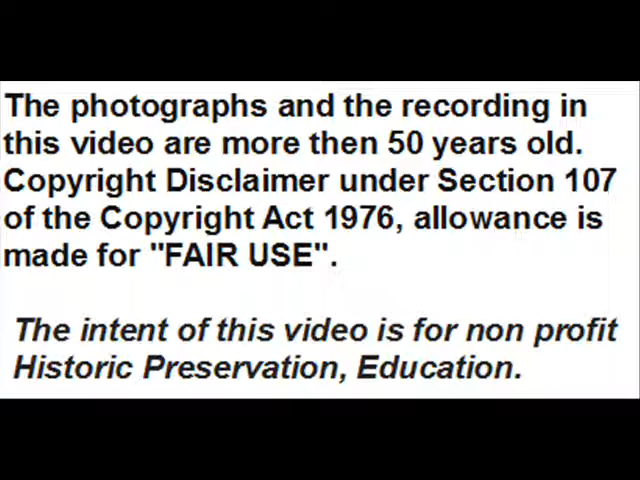 The photographs and the recording in
this video are more then 50 years old.
Copyright Disclaimer under Section 107
of the Copyright Act 1976, allowance is
made for "FAIR USE".
The intent of this video is for non profit
Historic Preservation, Education.